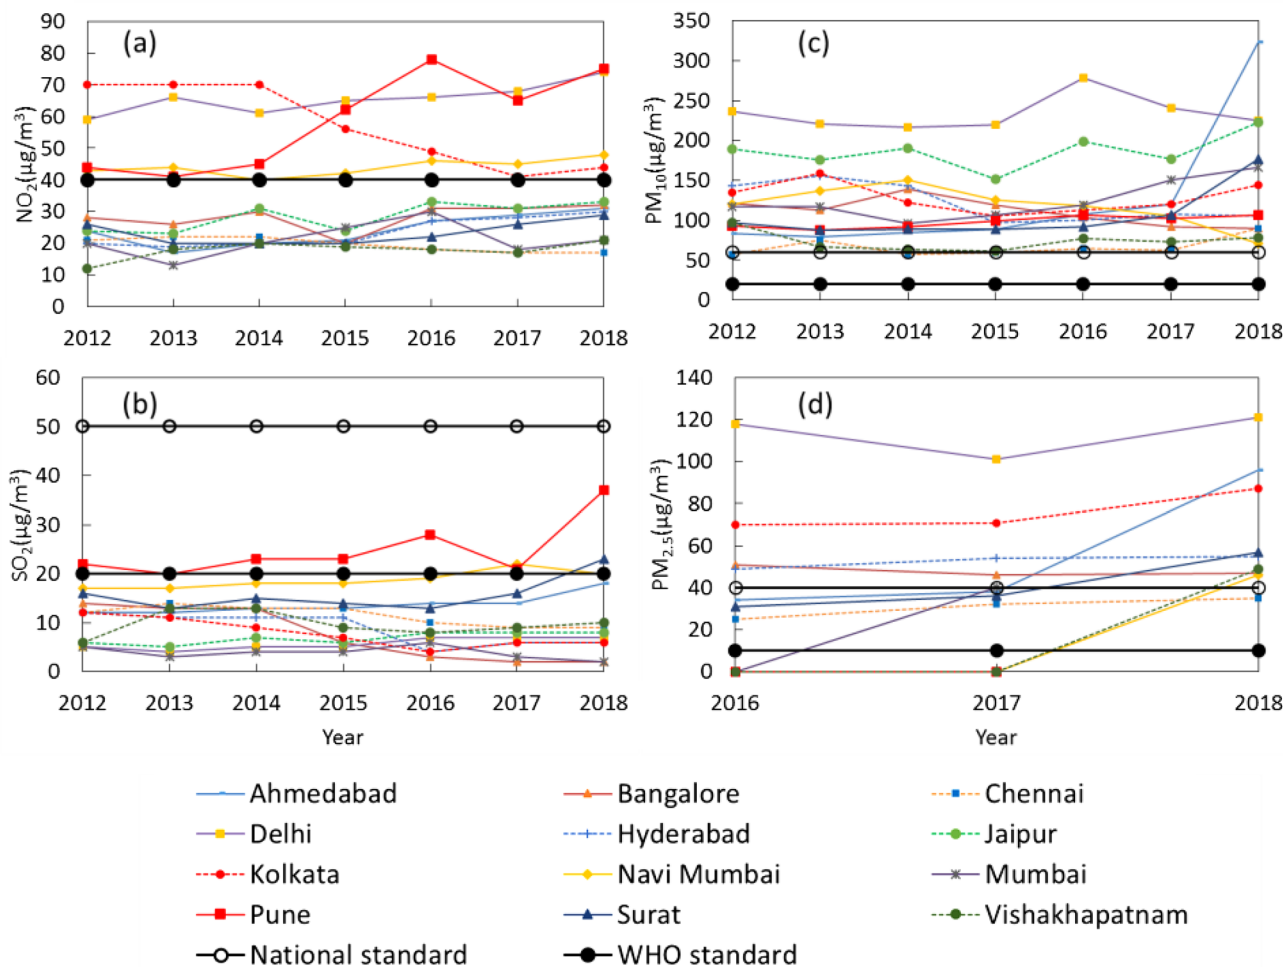 (a)
NO2(µg/m³)
90
80
70
60
50
40
30
20
10
0
2012 2013 2014 2015 2016 2017 2018
(c)
PM10(µg/m³)
350
300
250
200
150
100
50
0
2012 2013 2014 2015 2016 2017 2018
(b)
SO2(µg/m³)
60
50
40
30
20
10
0
2012 2013 2014 2015 2016 2017 2018
Year
(d)
PM2.5(µg/m³)
140
120
100
80
60
40
20
0
2016 2017 2018
Year
Ahmedabad Bangalore Chennai
Delhi Hyderabad Jaipur
Kolkata Navi Mumbai Mumbai
Pune Surat Vishakhapatnam
National standard WHO standard